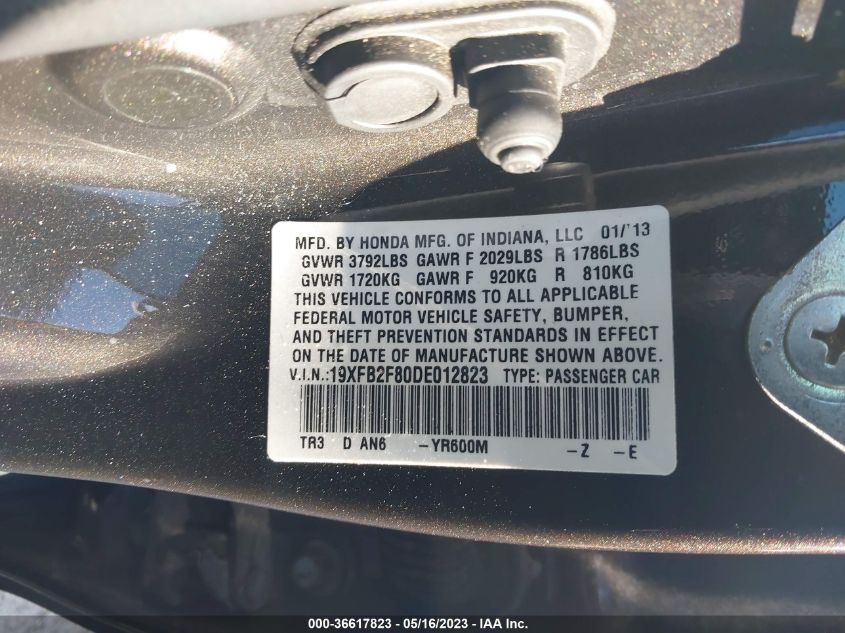 MFD. BY HONDA MFG. OF INDIANA, LLC 01/'13
GVWR 3792LBS GAWR F 2029LBS R 1786LBS
GVWR 1720KG GAWR F 920KG R 810KG
THIS VEHICLE CONFORMS TO ALL APPLICABLE
FEDERAL MOTOR VEHICLE SAFETY, BUMPER,
AND THEFT PREVENTION STANDARDS IN EFFECT
ON THE DATE OF MANUFACTURE SHOWN ABOVE.
V.I.N.:19XFB2F80DE012823 TYPE: PASSENGER CAR
TR3 D AN6 -YR600M -Z -E
000-36617823 - 05/16/2023 - IAA Inc.